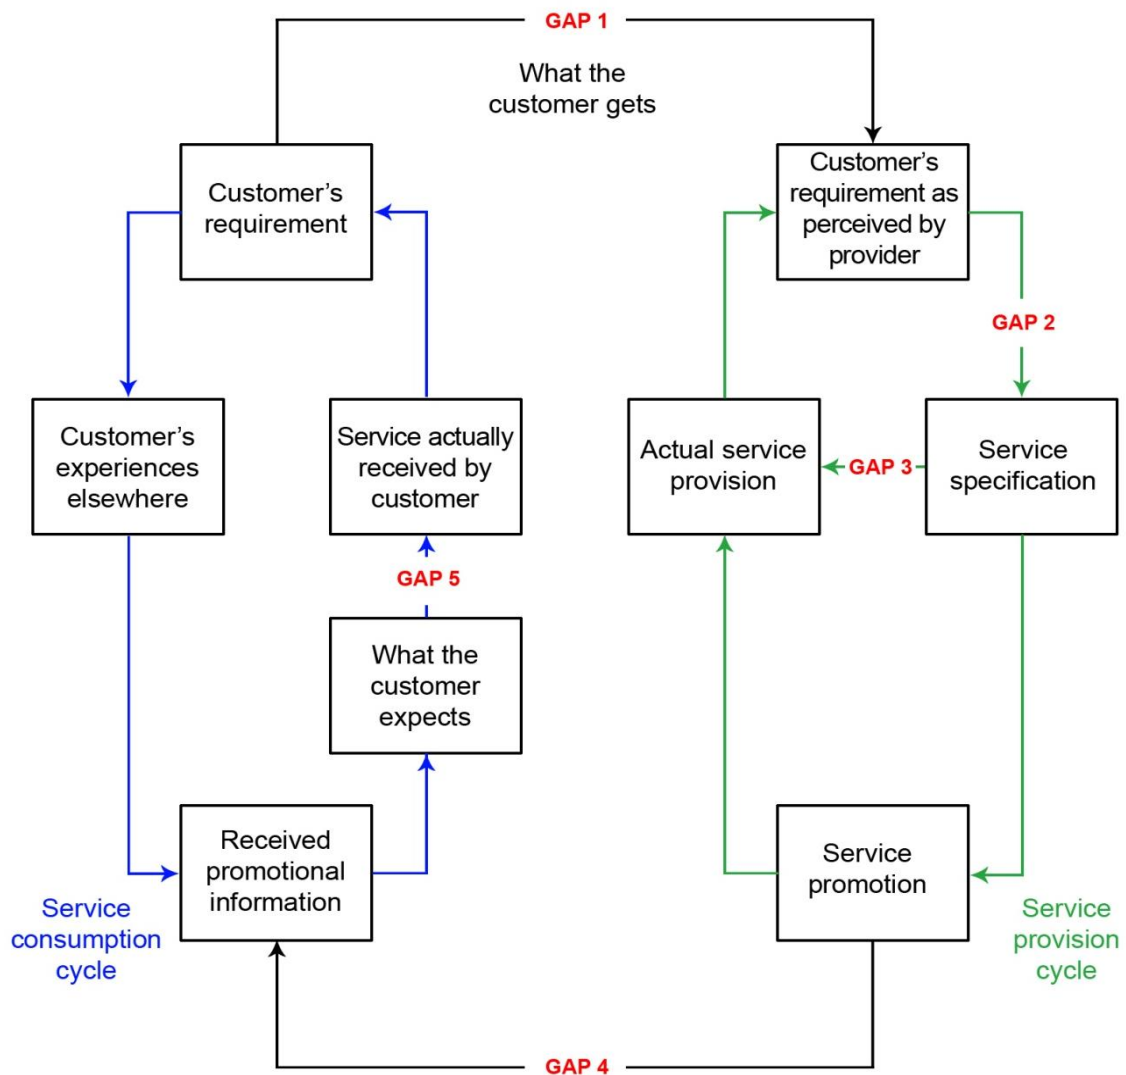 GAP 1
What the
customer gets
Customer’s
requirement
Customer’s
requirement as
perceived by
provider
GAP 2
Customer’s
experiences
elsewhere
Service actually
received by
customer
Actual service
provision
GAP 3
Service
specification
GAP 5
What the
customer
expects
Received
promotional
information
Service
promotion
Service
consumption
cycle
Service
provision
cycle
GAP 4